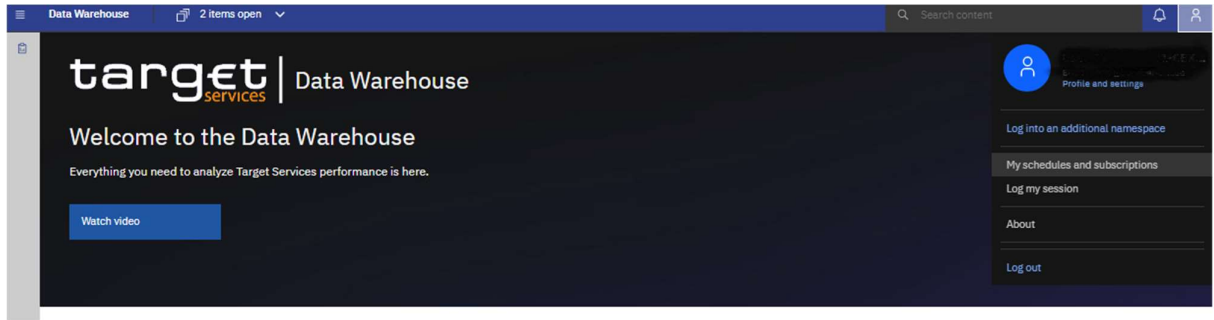 Data Warehouse
2 items open
Search content
target
services
Data Warehouse
Profile and settings
Welcome to the Data Warehouse
Everything you need to analyze Target Services performance is here.
Watch video
Log into an additional namespace
My schedules and subscriptions
Log my session
About
Log out